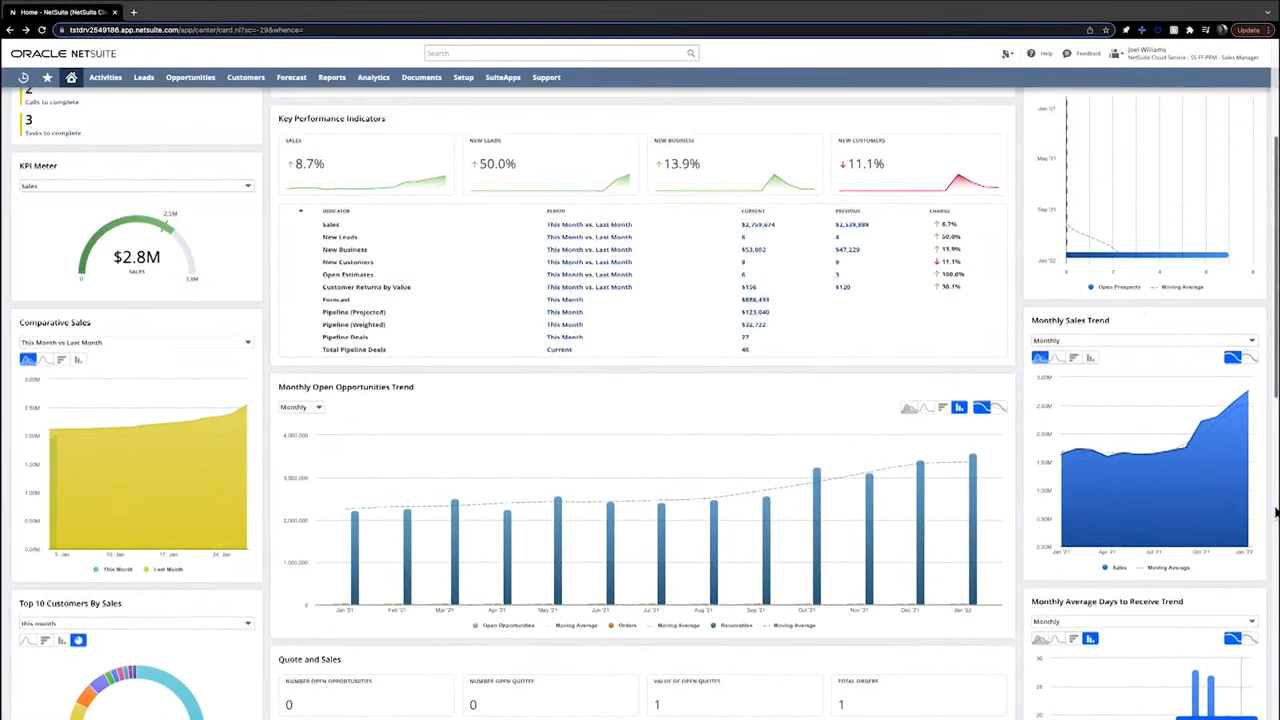 Home - NetSuite (NetSuite Cl
tstdrv2549186.app.netsuite.com/app/center/card.nl?sc=-29&whence=
Update
ORACLE NETSUITE
Search
Help
Feedback
Joel Williams
NetSuite Cloud Service - SS FF PRM - Sales Manager
Activities
Leads
Opportunities
Customers
Forecast
Reports
Analytics
Documents
Setup
SuiteApps
Support
2
Calls to complete
3
Tasks to complete
KPI Meter
Sales
2.5M
$2.8M
SALES
0
3.0M
Comparative Sales
This Month vs Last Month
3.00M
2.50M
2.00M
1.50M
1.00M
0.50M
0.00M
3. Jan
10. Jan
17. Jan
24. Jan
This Month
Last Month
Top 10 Customers By Sales
this month
Key Performance Indicators
SALES
8.7%
NEW LEADS
50.0%
NEW BUSINESS
13.9%
NEW CUSTOMERS
11.1%
INDICATOR PERIOD CURRENT PREVIOUS CHANGE
Sales This Month vs. Last Month $2,759,674 $2,539,899 8.7%
New Leads This Month vs. Last Month 6 4 50.0%
New Business This Month vs. Last Month $53,802 $47,229 13.9%
New Customers This Month vs. Last Month 8 9 11.1%
Open Estimates This Month vs. Last Month 6 3 100.0%
Customer Returns by Value This Month vs. Last Month $156 $120 30.1%
Forecast This Month $886,433
Pipeline (Projected) This Month $123,040
Pipeline (Weighted) This Month $32,722
Pipeline Deals This Month 27
Total Pipeline Deals Current 46
Monthly Open Opportunities Trend
Monthly
4,000,000
3,000,000
2,000,000
1,000,000
0
Jan '21
Feb '21
Mar '21
Apr '21
May '21
Jun '21
Jul '21
Aug '21
Sep '21
Oct '21
Nov '21
Dec '21
Jan '22
Open Opportunities
Moving Average
Orders
Moving Average
Receivables
Moving Average
Quote and Sales
NUMBER OPEN OPPORTUNITIES
0
NUMBER OPEN QUOTES
0
VALUE OF OPEN QUOTES
1
TOTAL ORDERS
1
Jan '21
May '21
Sep '21
Jan '22
0
2
4
6
8
Open Prospects
Moving Average
Monthly Sales Trend
Monthly
3.00M
2.50M
2.00M
1.50M
1.00M
0.50M
0.00M
Jan '21
Apr '21
Jul '21
Oct '21
Jan '22
Sales
Moving Average
Monthly Average Days to Receive Trend
Monthly
30
25
20